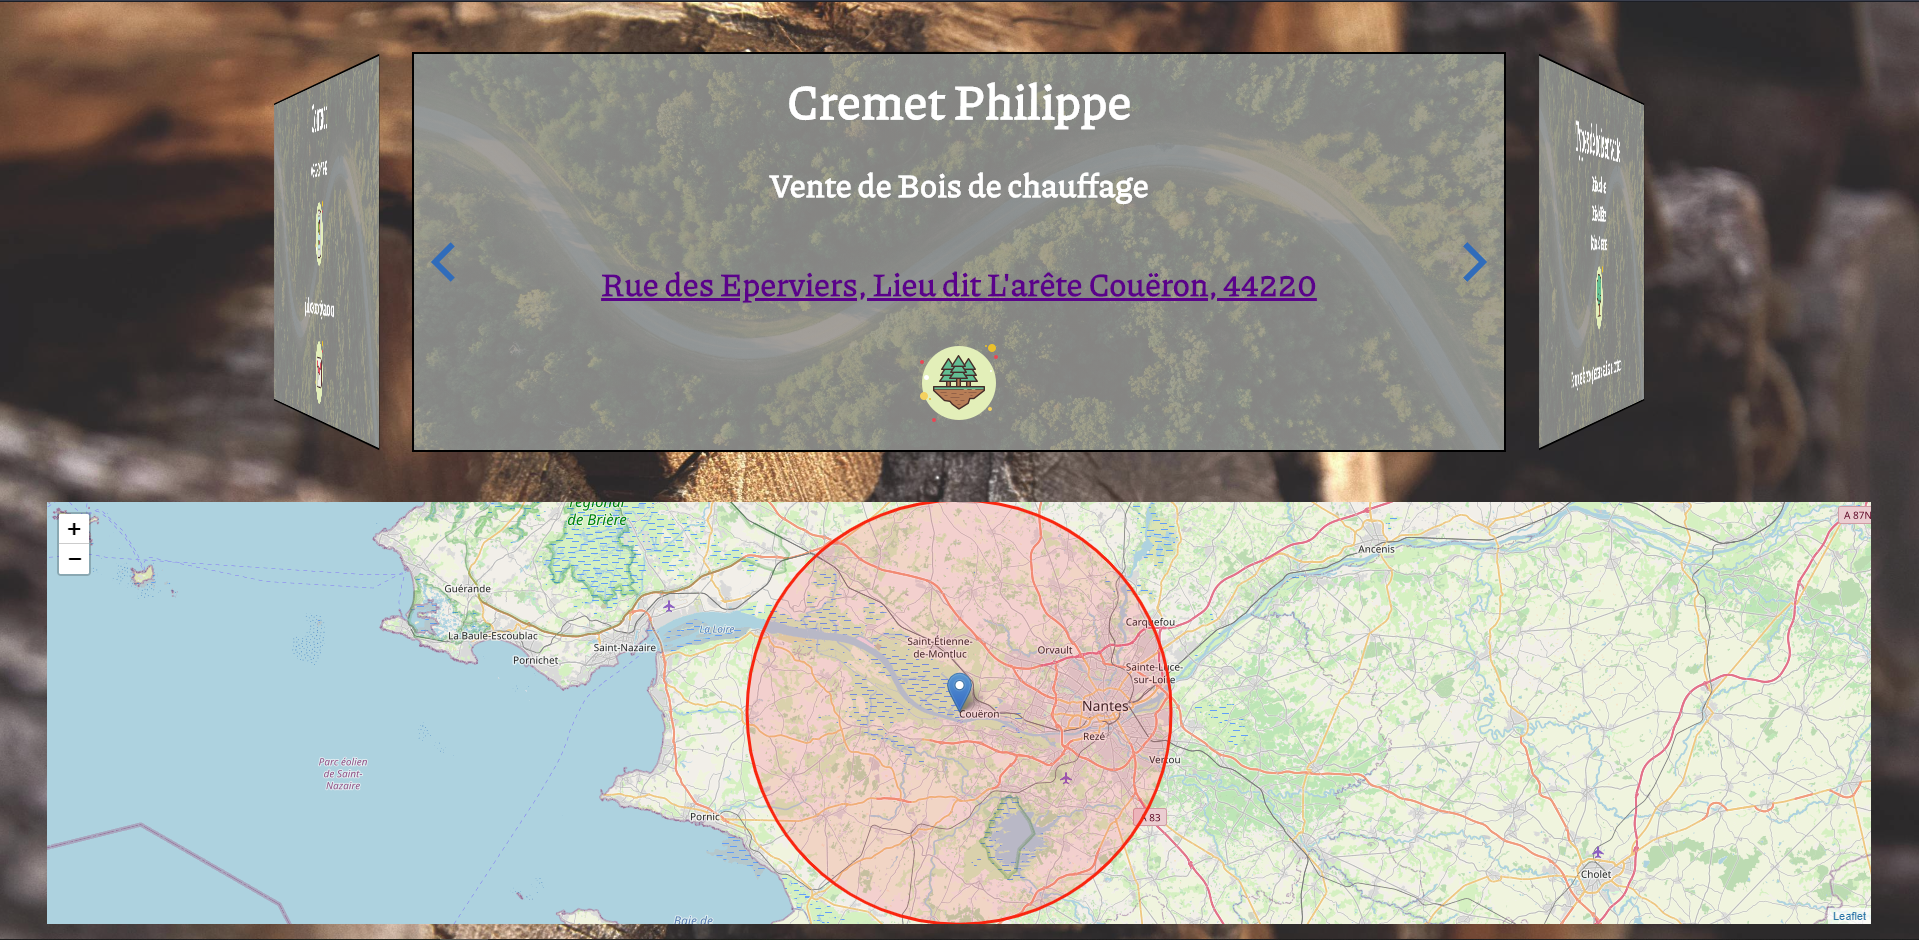 Cremet Philippe
Vente de Bois de chauffage
Rue des Eperviers, Lieu dit L'arête Couëron, 44220
+
−
régional
de Brière
A 87N
Ancenis
Guérande
La Loire
Carquefou
La Baule-Escoublac
Saint-Nazaire
Saint-Étienne-
de-Montluc
Orvault
Pornichet
Sainte-Luce-
sur-Loire
Couëron
Nantes
Rezé
Vertou
Parc éolien
de Saint-
Nazaire
Pornic
A 83
Cholet
Baie de
Leaflet